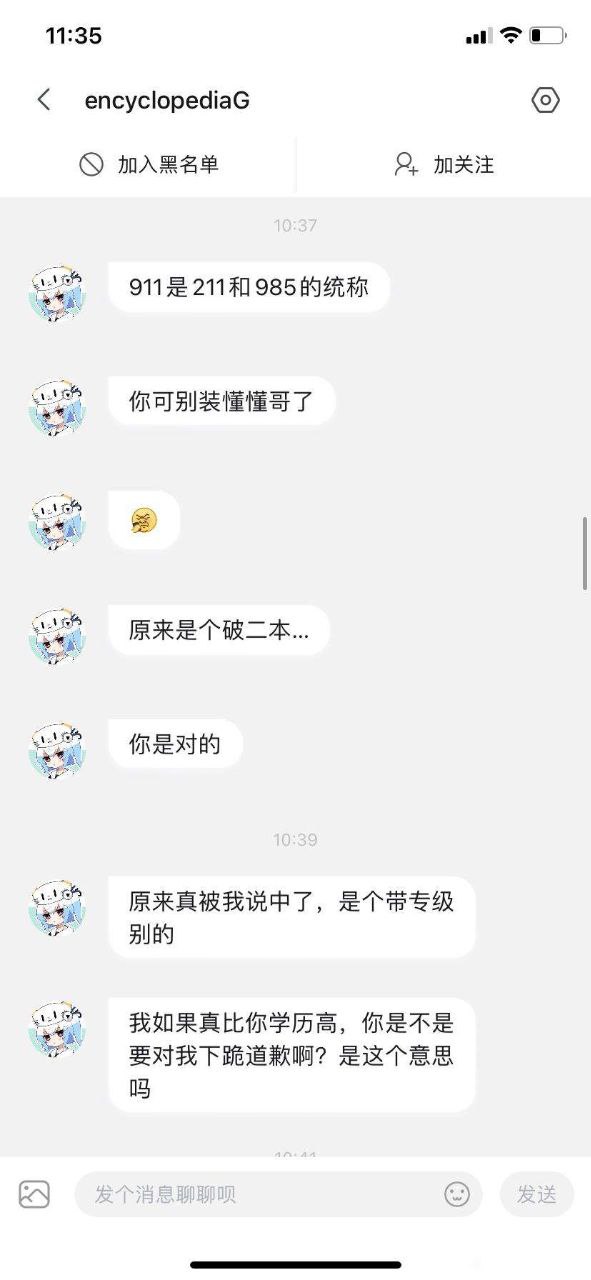 11:35
encyclopediaG
加入黑名单
加关注
10:37
911是211和985的统称
你可别装懂懂哥了
原来是个破二本...
你是对的
10:39
原来真被我说中了，是个带专级
别的
我如果真比你学历高，你是不是
要对我下跪道歉啊？是这个意思
吗
10:41
发个消息聊聊呗
发送